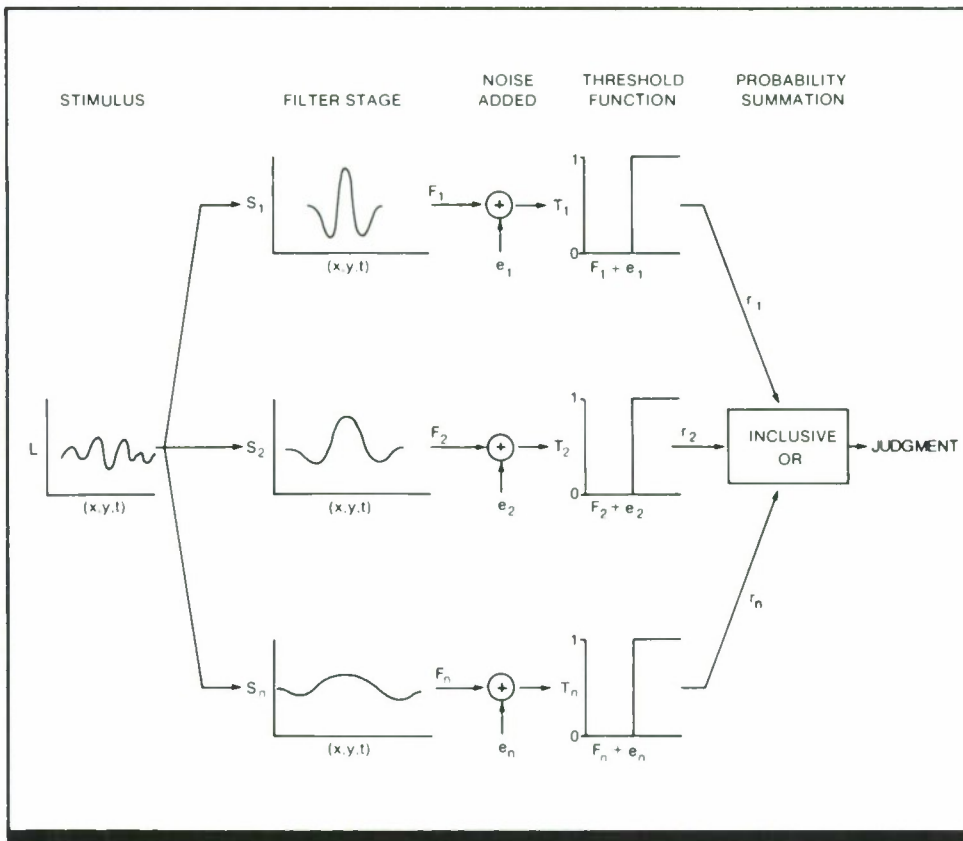 STIMULUS
FILTER STAGE
NOISE
ADDED
THRESHOLD
FUNCTION
PROBABILITY
SUMMATION
S1
(x,y,t)
F1
+
e1
T1
1
0
F1 + e1
r1
L
(x,y,t)
S2
(x,y,t)
F2
+
e2
T2
1
0
F2 + e2
r2
INCLUSIVE
OR
JUDGMENT
Sn
(x,y,t)
Fn
+
en
Tn
1
0
Fn + en
rn